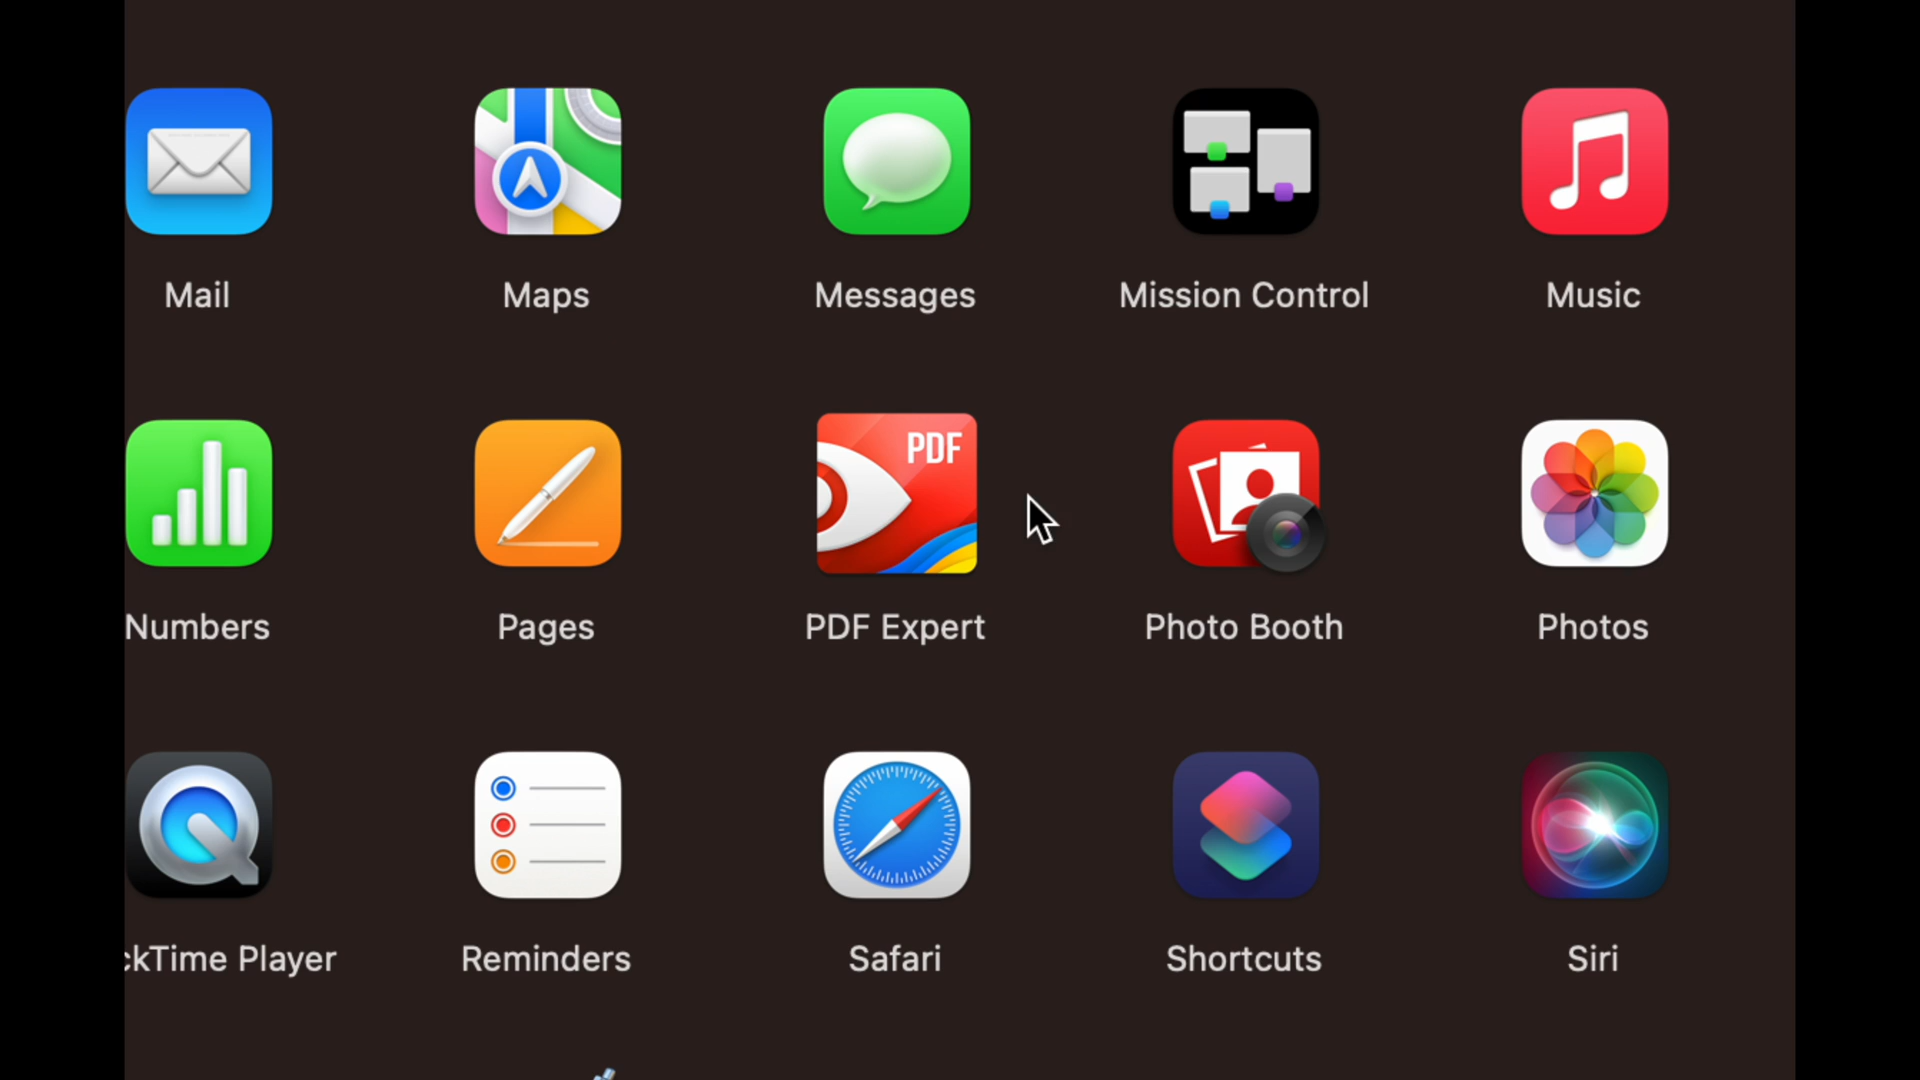 Mail
Maps
Messages
Mission Control
Music
PDF
Numbers
Pages
PDF Expert
Photo Booth
Photos
ckTime Player
Reminders
Safari
Shortcuts
Siri